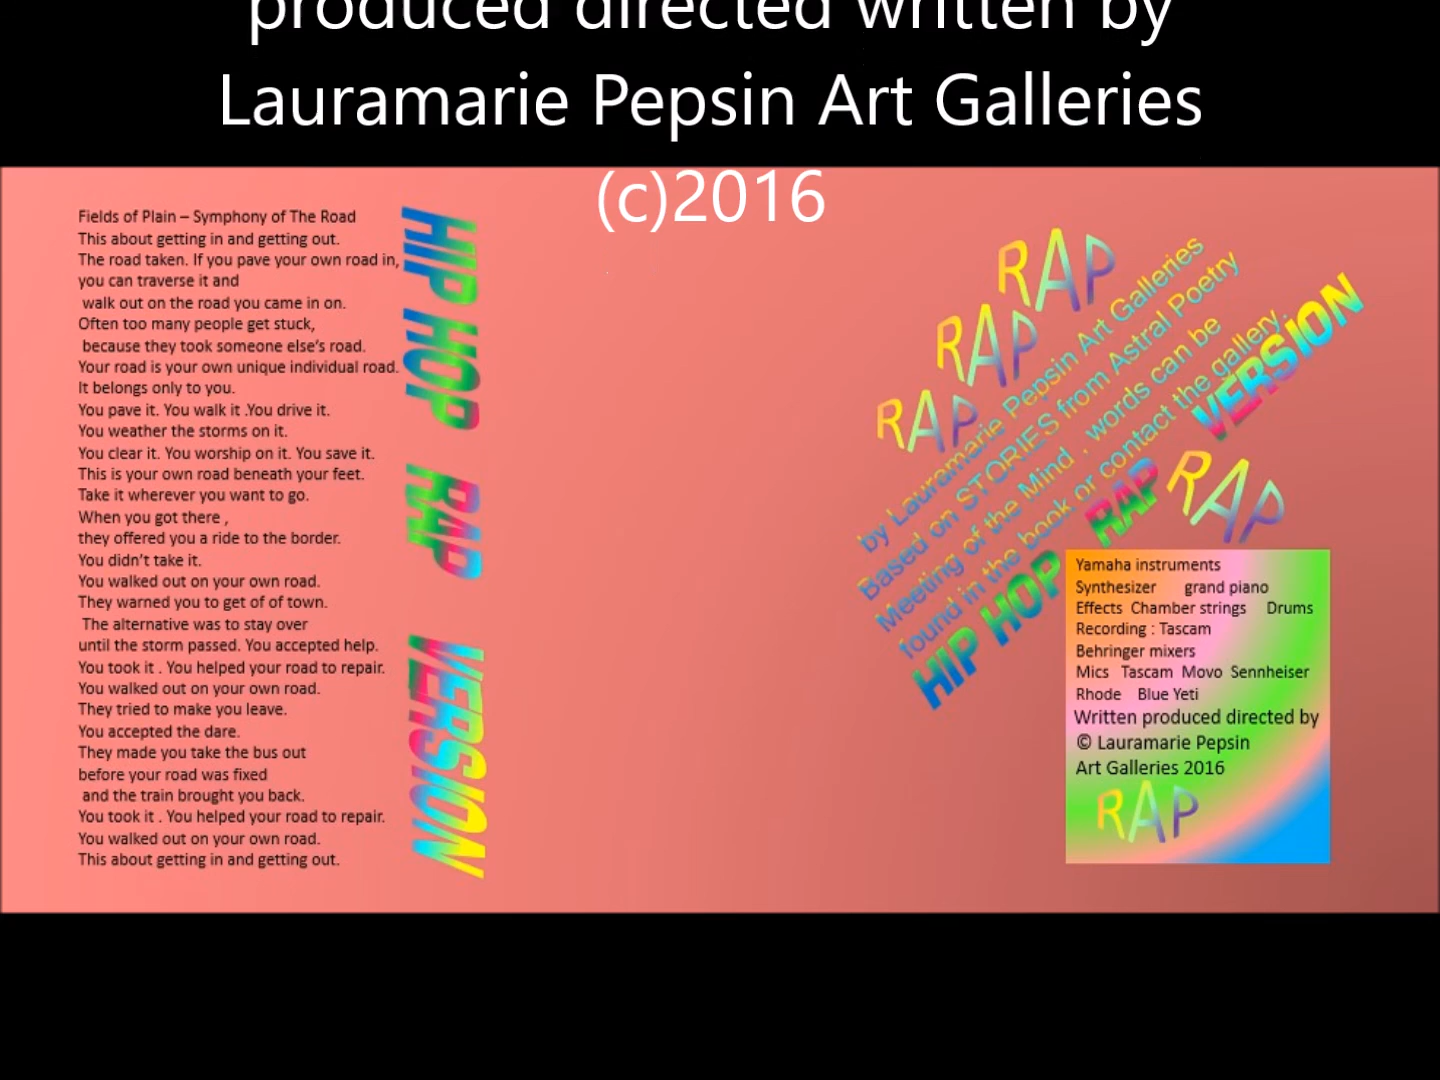 produced directed written by
Lauramarie Pepsin Art Galleries
(c)2016
Fields of Plain – Symphony of The Road
This about getting in and getting out.
The road taken. If you pave your own road in,
you can traverse it and
walk out on the road you came in on.
Often too many people get stuck,
because they took someone else's road.
Your road is your own unique individual road.
It belongs only to you.
You pave it. You walk it .You drive it.
You weather the storms on it.
You clear it. You worship on it. You save it.
This is your own road beneath your feet.
Take it wherever you want to go.
When you got there ,
they offered you a ride to the border.
You didn't take it.
You walked out on your own road.
They warned you to get of of town.
The alternative was to stay over
until the storm passed. You accepted help.
You took it . You helped your road to repair.
You walked out on your own road.
They tried to make you leave.
You accepted the dare.
They made you take the bus out
before your road was fixed
and the train brought you back.
You took it . You helped your road to repair.
You walked out on your own road.
This about getting in and getting out.
HIP HOP RAP VERSION
RAP
RAP
RAP
by Lauramarie Pepsin Art Galleries
Based on STORIES from Astral Poetry
Meeting of the Mind , words can be
found in the book or contact the gallery.
HIP HOP RAP VERSION
RAP
Yamaha instruments
Synthesizer grand piano
Effects Chamber strings Drums
Recording : Tascam
Behringer mixers
Mics Tascam Movo Sennheiser
Rhode Blue Yeti
Written produced directed by
© Lauramarie Pepsin
Art Galleries 2016
RAP